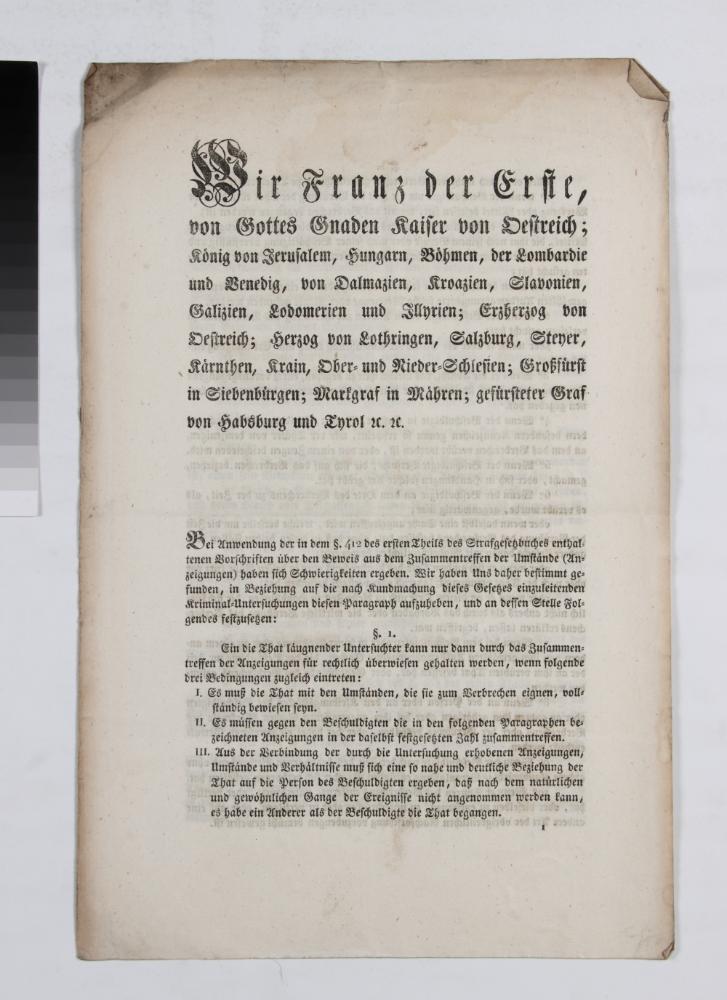 Wir Franz der Erste,
von Gottes Gnaden Kaiser von Oestreich;
König von Jerusalem, Hungarn, Böhmen, der Lombardie
und Venedig, von Dalmazien, Kroazien, Slavonien,
Galizien, Lodomerien und Illyrien; Erzherzog von
Oestreich; Herzog von Lothringen, Salzburg, Steyer,
Kärnthen, Krain, Ober- und Nieder-Schlesien; Großfürst
in Siebenbürgen; Markgraf in Mähren; gefürsteter Graf
von Habsburg und Tyrol ꝛc. ꝛc.
Bei Anwendung der in dem §. 412 des ersten Theils des Strafgesetzbuches enthal-
tenen Vorschriften über den Beweis aus dem Zusammentreffen der Umstände (An-
zeigungen) haben sich Schwierigkeiten ergeben. Wir haben Uns daher bestimmt ge-
funden, in Beziehung auf die nach Kundmachung dieses Gesetzes einzuleitenden
Kriminal-Untersuchungen diesen Paragraph aufzuheben, und an dessen Stelle Fol-
gendes festzusetzen:
§. 1.
Ein die That läugnender Untersuchter kann nur dann durch das Zusammen-
treffen der Anzeigungen für rechtlich überwiesen gehalten werden, wenn folgende
drei Bedingungen zugleich eintreten:
I. Es muß die That mit den Umständen, die sie zum Verbrechen eignen, voll-
ständig bewiesen seyn.
II. Es müssen gegen den Beschuldigten die in den folgenden Paragraphen be-
zeichneten Anzeigungen in der daselbst festgesetzten Zahl zusammentreffen.
III. Aus der Verbindung der durch die Untersuchung erhobenen Anzeigungen,
Umstände und Verhältnisse muß sich eine so nahe und deutliche Beziehung der
That auf die Person des Beschuldigten ergeben, daß nach dem natürlichen
und gewöhnlichen Gange der Ereignisse nicht angenommen werden kann,
es habe ein Anderer als der Beschuldigte die That begangen.
1